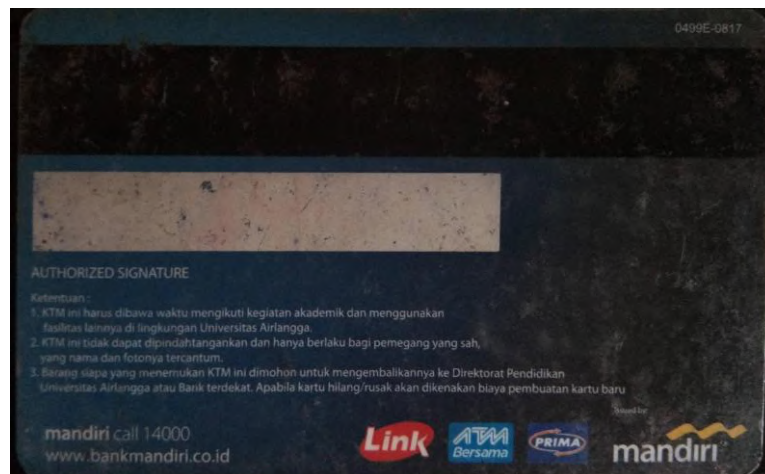 0499E-0817
AUTHORIZED SIGNATURE
Ketentuan :
1. KTM ini harus dibawa waktu mengikuti kegiatan akademik dan menggunakan
fasilitas lainnya di lingkungan Universitas Airlangga.
2. KTM ini tidak dapat dipindahtangankan dan hanya berlaku bagi pemegang yang sah,
yang nama dan fotonya tercantum.
3. Barang siapa yang menemukan KTM ini dimohon untuk mengembalikannya ke Direktorat Pendidikan
Universitas Airlangga atau Bank terdekat. Apabila kartu hilang/rusak akan dikenakan biaya pembuatan kartu baru
mandiri call 14000
www.bankmandiri.co.id
Link
ATM
Bersama
PRIMA
mandiri